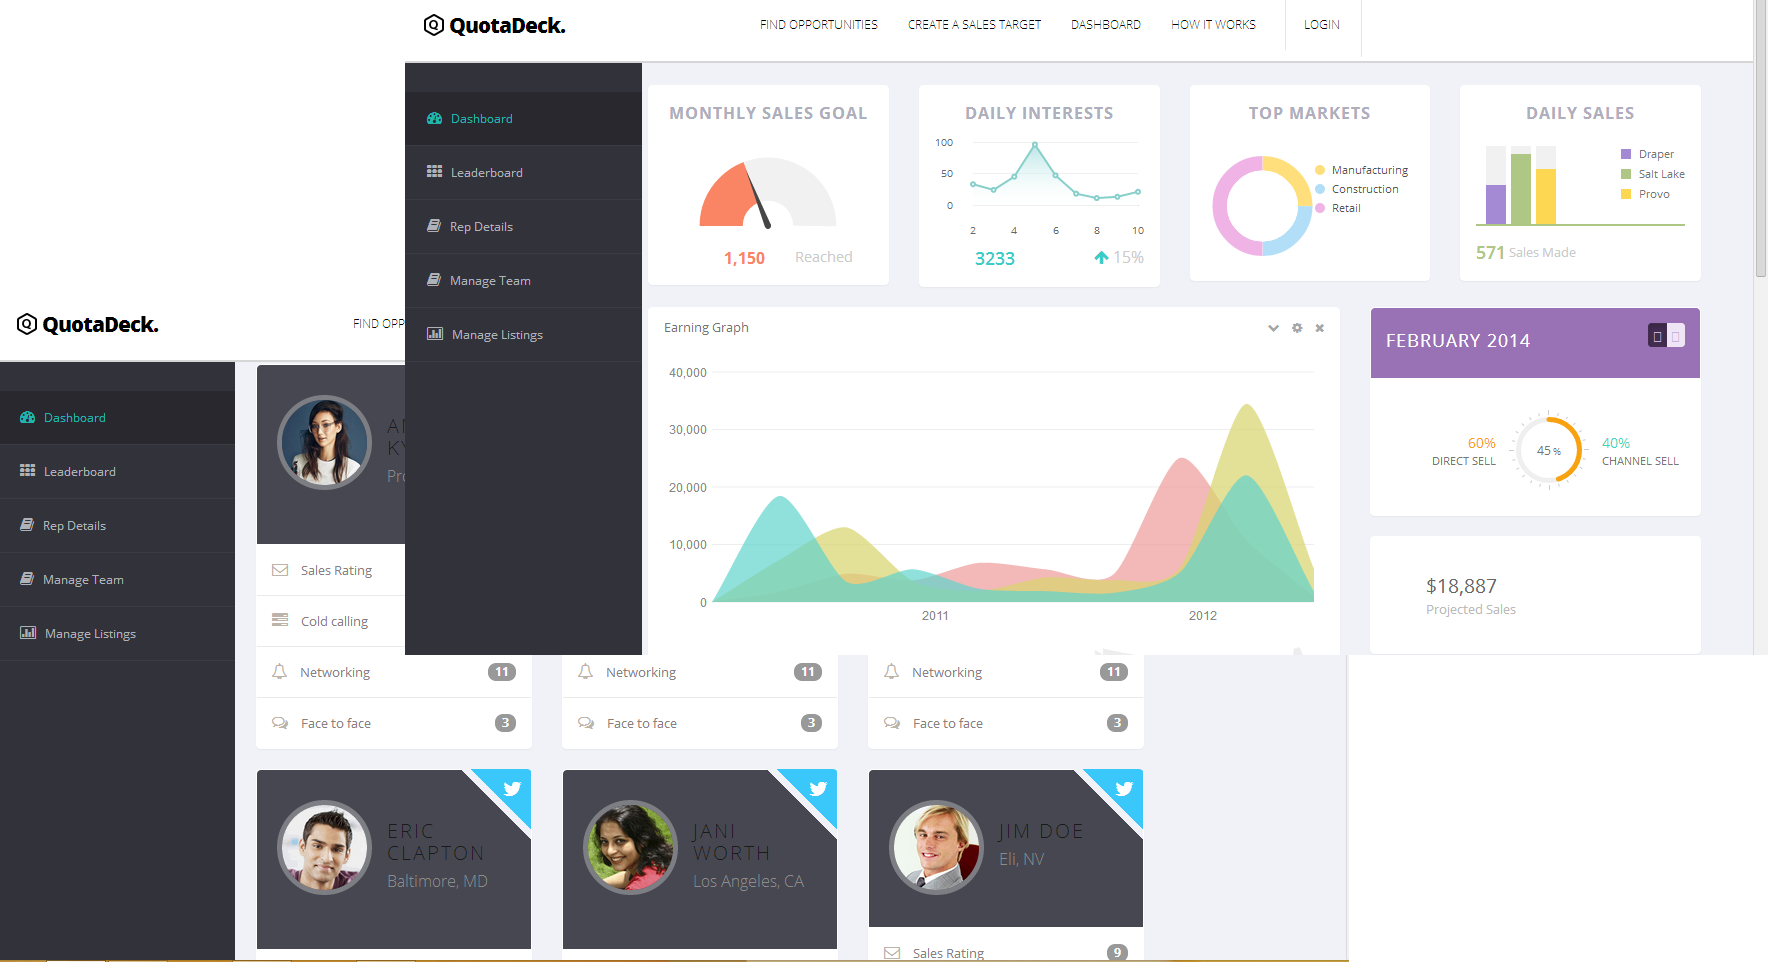 QuotaDeck.
FIND OPPORTUNITIES CREATE A SALES TARGET DASHBOARD HOW IT WORKS LOGIN
Dashboard
Leaderboard
Rep Details
Manage Team
Manage Listings
MONTHLY SALES GOAL
1,150 Reached
DAILY INTERESTS
100
50
0
2 4 6 8 10
3233 15%
TOP MARKETS
Manufacturing
Construction
Retail
DAILY SALES
Draper
Salt Lake
Provo
571 Sales Made
Earning Graph
40,000
30,000
20,000
10,000
0
2011 2012
FEBRUARY 2014
60%
DIRECT SELL
45 %
40%
CHANNEL SELL
$18,887
Projected Sales
QuotaDeck.
FIND OPP
Dashboard
Leaderboard
Rep Details
Manage Team
Manage Listings
KY
Sales Rating
Cold calling
Networking 11
Face to face 3
Networking 11
Face to face 3
Networking 11
Face to face 3
ERIC
CLAPTON
Baltimore, MD
JANI
WORTH
Los Angeles, CA
JIM DOE
Eli, NV
Sales Rating 9